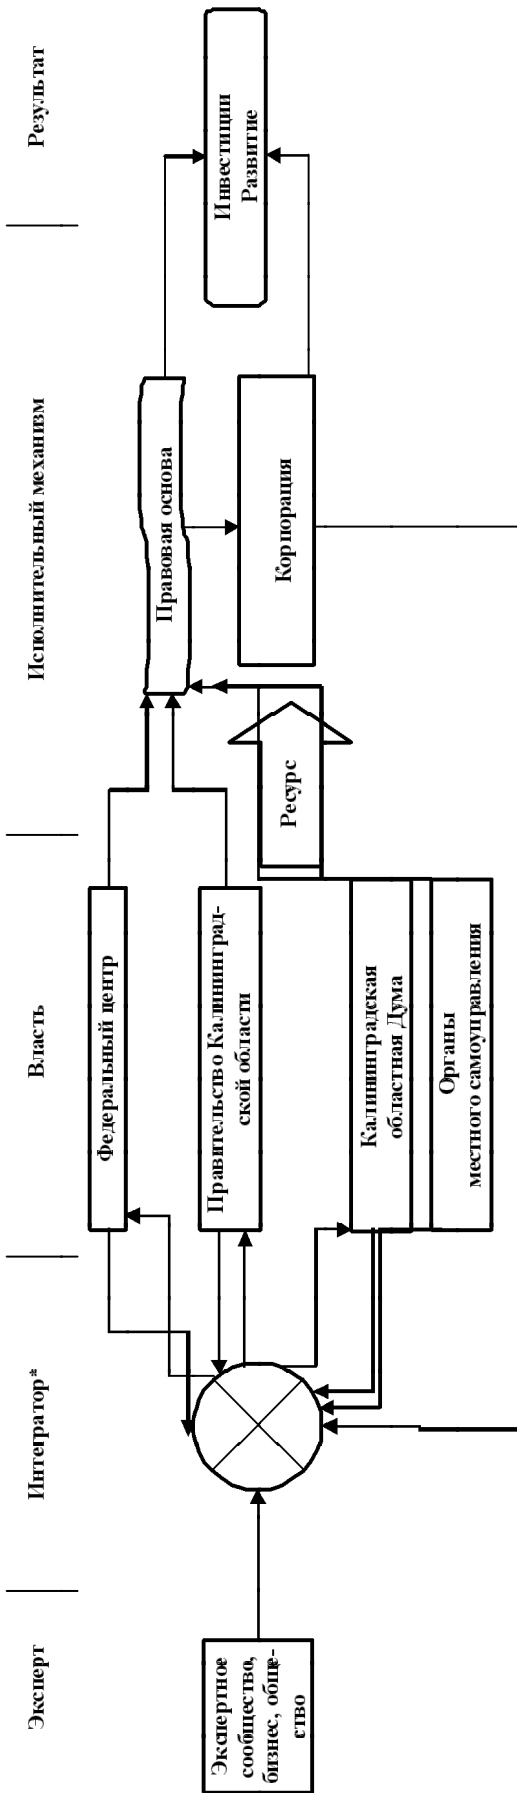 Эксперт
Интегратор*
Власть
Исполнительный механизм
Результат
Экспертное
сообщество,
бизнес, обще-
ство
Федеральный центр
Правительство Калининград-
ской области
Калининградская
областная Дума
Органы
местного самоуправления
Ресурс
Правовая основа
Корпорация
Инвестиции
Развитие